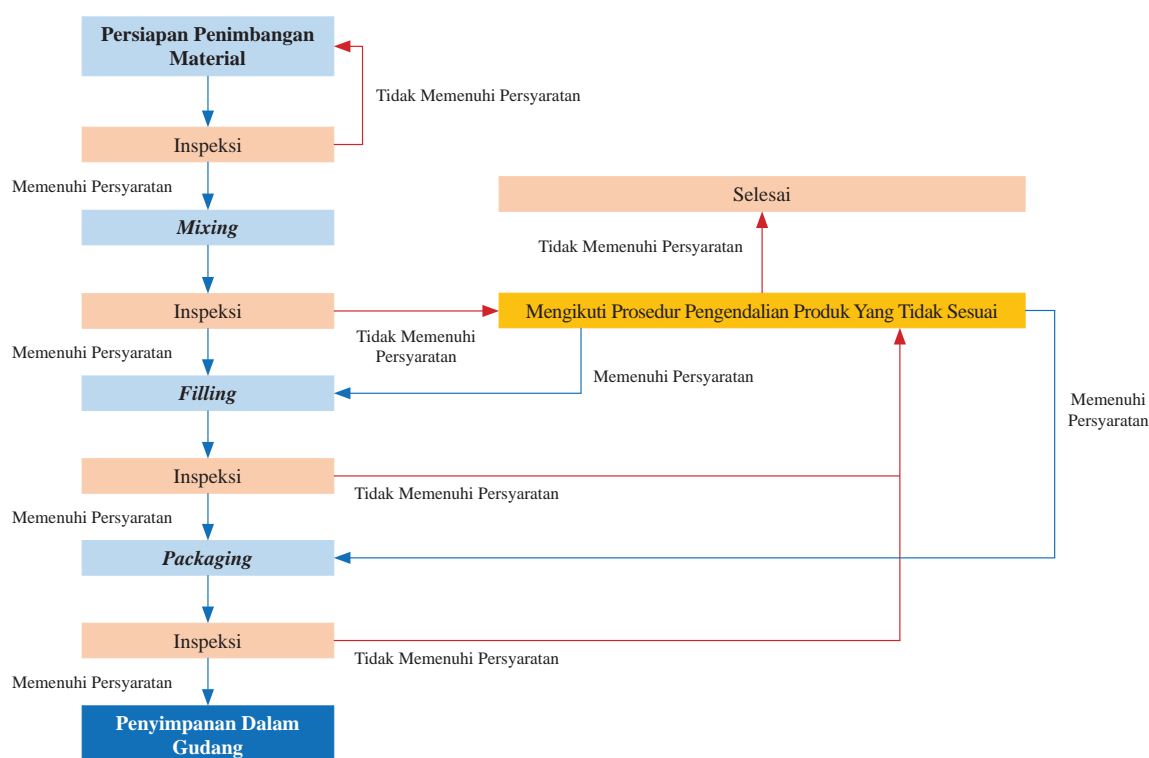 Persiapan Penimbangan
Material
Tidak Memenuhi Persyaratan
Inspeksi
Memenuhi Persyaratan
Selesai
Mixing
Tidak Memenuhi Persyaratan
Inspeksi
Mengikuti Prosedur Pengendalian Produk Yang Tidak Sesuai
Tidak Memenuhi
Persyaratan
Memenuhi Persyaratan
Memenuhi Persyaratan
Filling
Memenuhi
Persyaratan
Inspeksi
Tidak Memenuhi Persyaratan
Memenuhi Persyaratan
Packaging
Inspeksi
Tidak Memenuhi Persyaratan
Memenuhi Persyaratan
Penyimpanan Dalam
Gudang